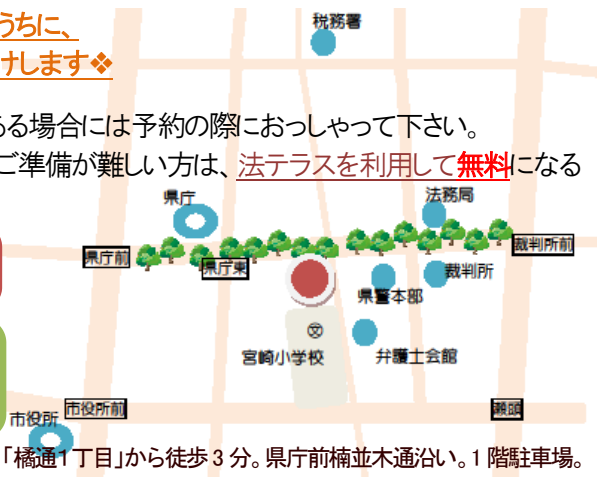 うちに、
けします❖
税務署
ある場合には予約の際におっしゃって下さい。
ご準備が難しい方は、法テラスを利用して無料になる
県庁
法務局
県庁前
県庁東
裁判所前
裁判所
県警本部
文
宮崎小学校
弁護士会館
市役所前
瀬頭
市役所
「橘通1丁目」から徒歩3分。県庁前楠並木通沿い。1階駐車場。